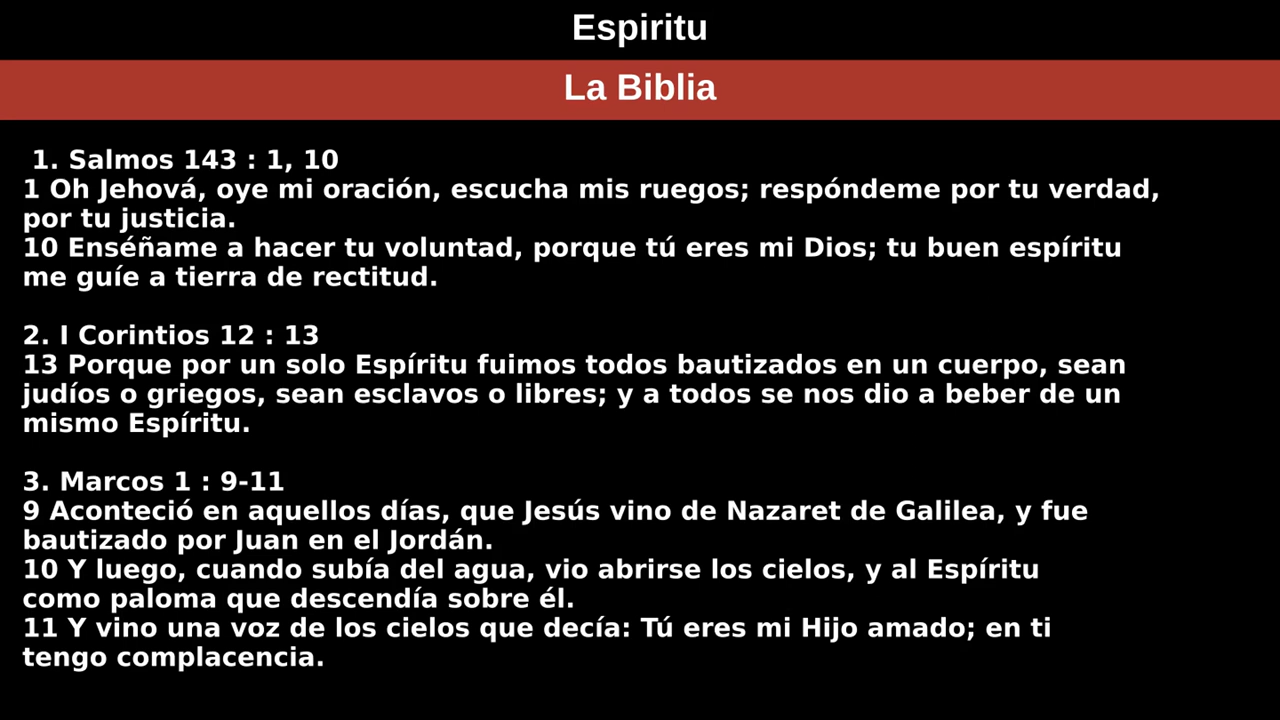 Espiritu
La Biblia
1. Salmos 143 : 1, 10
1 Oh Jehová, oye mi oración, escucha mis ruegos; respóndeme por tu verdad,
por tu justicia.
10 Enséñame a hacer tu voluntad, porque tú eres mi Dios; tu buen espíritu
me guíe a tierra de rectitud.
2. I Corintios 12 : 13
13 Porque por un solo Espíritu fuimos todos bautizados en un cuerpo, sean
judíos o griegos, sean esclavos o libres; y a todos se nos dio a beber de un
mismo Espíritu.
3. Marcos 1 : 9-11
9 Aconteció en aquellos días, que Jesús vino de Nazaret de Galilea, y fue
bautizado por Juan en el Jordán.
10 Y luego, cuando subía del agua, vio abrirse los cielos, y al Espíritu
como paloma que descendía sobre él.
11 Y vino una voz de los cielos que decía: Tú eres mi Hijo amado; en ti
tengo complacencia.